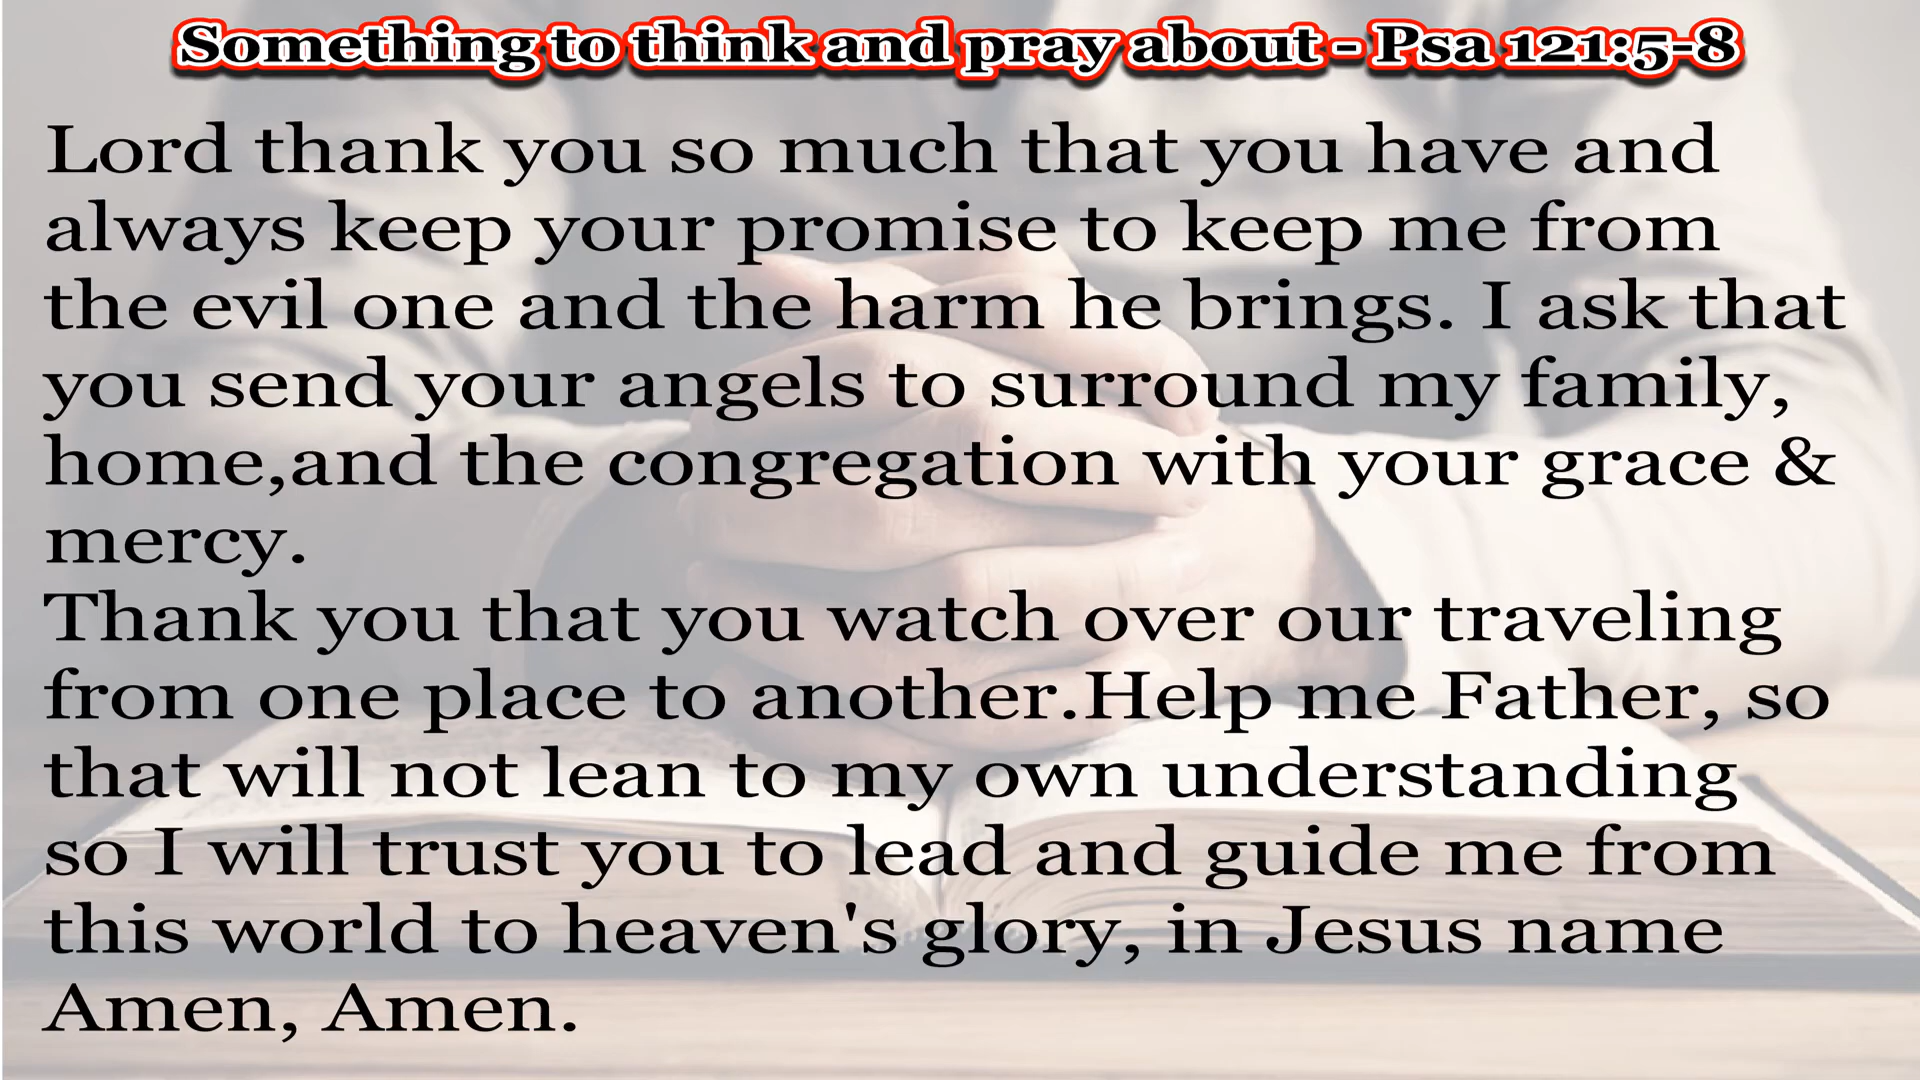 Something to think and pray about - Psa 121:5-8
Lord thank you so much that you have and
always keep your promise to keep me from
the evil one and the harm he brings. I ask that
you send your angels to surround my family,
home,and the congregation with your grace &
mercy.
Thank you that you watch over our traveling
from one place to another.Help me Father, so
that will not lean to my own understanding
so I will trust you to lead and guide me from
this world to heaven's glory, in Jesus name
Amen, Amen.